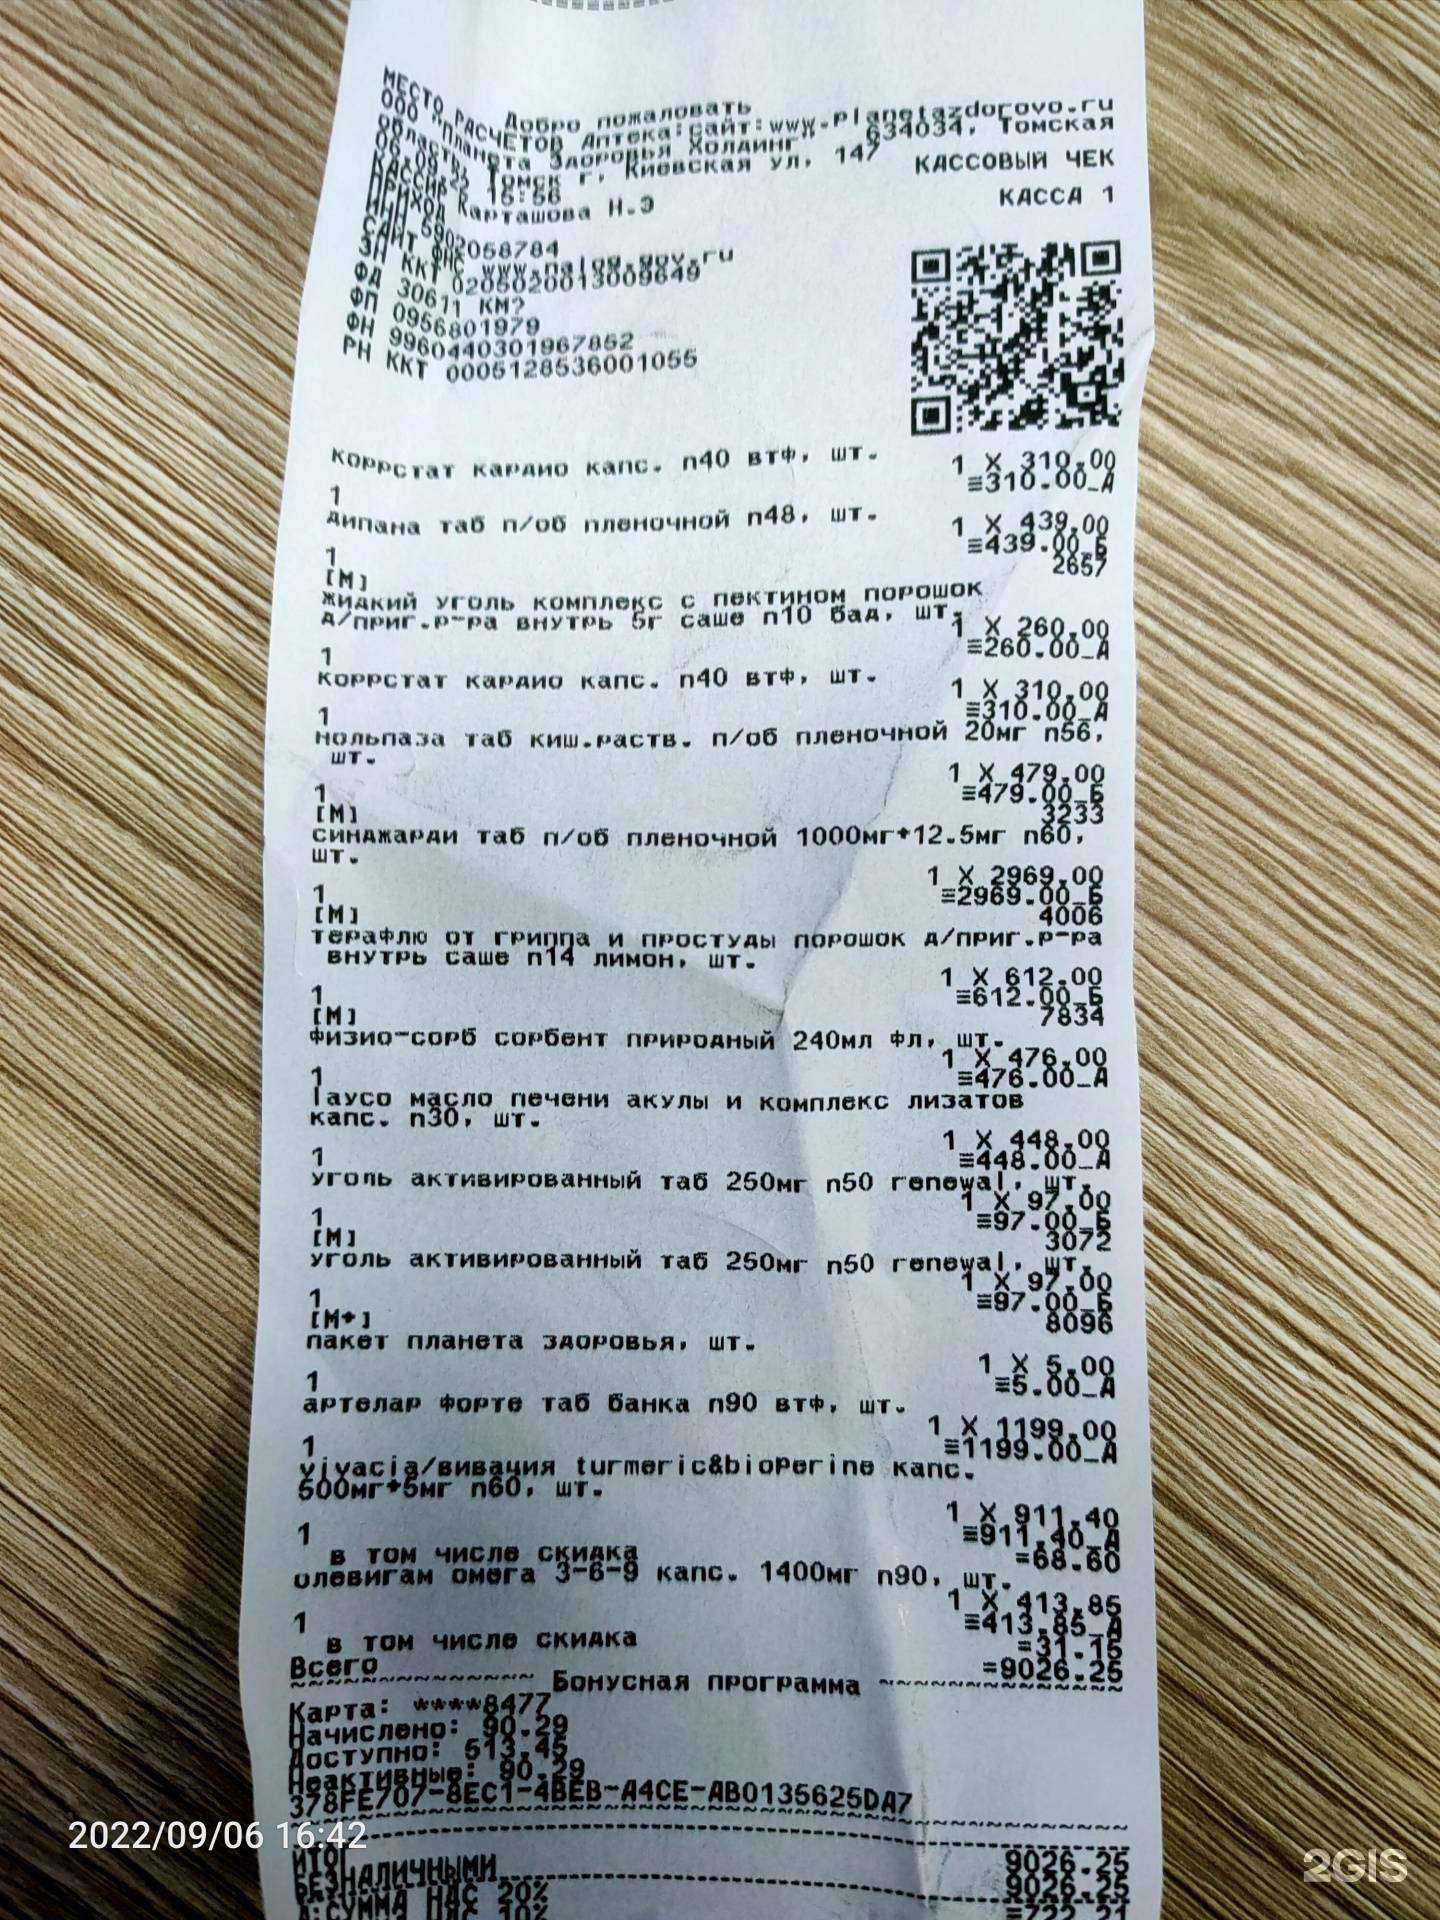 Добро пожаловать
МЕСТО РАСЧЕТОВ Аптека:сайт:www.planetazdorovo.ru
ООО "Планета Здоровья Холдинг" 634034, Томская
область, Томск г, Киевская ул, 147
15:56
КАССОВЫЙ ЧЕК
КАССИР Карташова Н.Э
КАССА 1
ПРИХОД
ИНН 5902058784
САЙТ ФНС www.nalog.gov.ru
ЗН ККТ 0205020013009649
ФД 30611 КМ?
ФП 0956801979
ФН 9960440301967852
РН ККТ 0005128536001055
коррстат кардио капс. n40 втф, шт.
1 X 310.00
1
≡310.00_А
дипана таб п/об пленочной n48, шт.
1 X 439.00
1
≡439.00_Б
[M]
2657
жидкий уголь комплекс с пектином порошок
д/приг.р-ра внутрь 5г саше n10 бад, шт.
1 X 260.00
1
≡260.00_А
коррстат кардио капс. n40 втф, шт.
1 X 310.00
1
≡310.00_А
нольпаза таб киш.раств. п/об пленочной 20мг n56,
шт.
1 X 479.00
1
≡479.00_Б
[M]
3233
синджарди таб п/об пленочной 1000мг+12.5мг n60,
шт.
1 X 2969.00
1
≡2969.00_Б
[M]
4006
терафлю от гриппа и простуды порошок д/приг.р-ра
внутрь саше n14 лимон, шт.
1 X 612.00
1
≡612.00_Б
[M]
7834
физио-сорб сорбент природный 240мл фл, шт.
1 X 476.00
1
≡476.00_А
масло печени акулы и комплекс лизатов
капс. n30, шт.
1 X 448.00
1
≡448.00_А
уголь активированный таб 250мг n50 renewal, шт.
1 X 97.00
1
≡97.00_Б
[M]
3072
уголь активированный таб 250мг n50 renewal, шт.
1 X 97.00
1
≡97.00_Б
[M+]
8096
пакет планета здоровья, шт.
1 X 5.00
1
≡5.00_А
артелар форте таб банка n90 втф, шт.
1 X 1199.00
1
≡1199.00_А
vivacia/вивация turmeric&bioperine капс.
500мг+5мг n60, шт.
1 X 911.40
1
≡911.40_А
в том числе скидка
=68.60
олевигам омега 3-6-9 капс. 1400мг n90, шт.
1 X 413.85
1
≡413.85_А
в том числе скидка
=31.15
Всего
=9026.25
Бонусная программа
Карта: ****8477
Начислено: 90.29
Доступно: 513.45
Неактивные: 90.29
378FE707-8EC1-4BEB-A4CE-AB0135625DA7
2022/09/06 16:42
ИТОГ
9026.25
БЕЗНАЛИЧНЫМИ
9026.25
А:СУММА НДС 20%
=722.21
2GIS